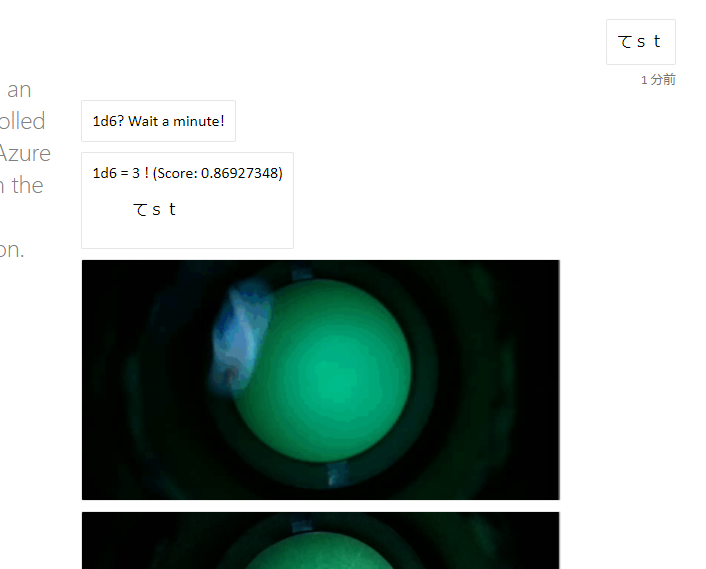 てｓｔ
1 分前
an
olled
Azure
n the
on.
1d6? Wait a minute!
1d6 = 3 ! (Score: 0.86927348)
てｓｔ